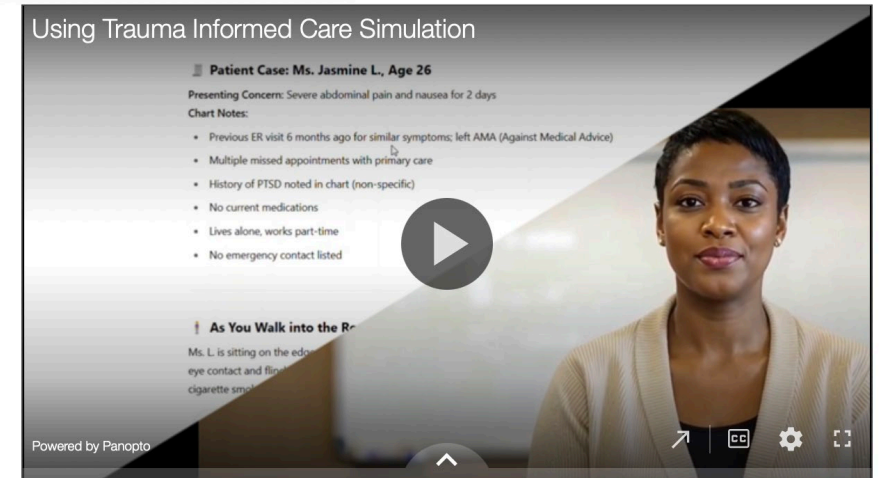 Using Trauma Informed Care Simulation
Patient Case: Ms. Jasmine L., Age 26
Presenting Concern: Severe abdominal pain and nausea for 2 days
Chart Notes:
• Previous ER visit 6 months ago for similar symptoms; left AMA (Against Medical Advice)
• Multiple missed appointments with primary care
• History of PTSD noted in chart (non-specific)
• No current medications
• Lives alone, works part-time
• No emergency contact listed
As You Walk into the
Ms. L. is sitting on the
eye contact and
cigarette
Powered by Panopto
CC